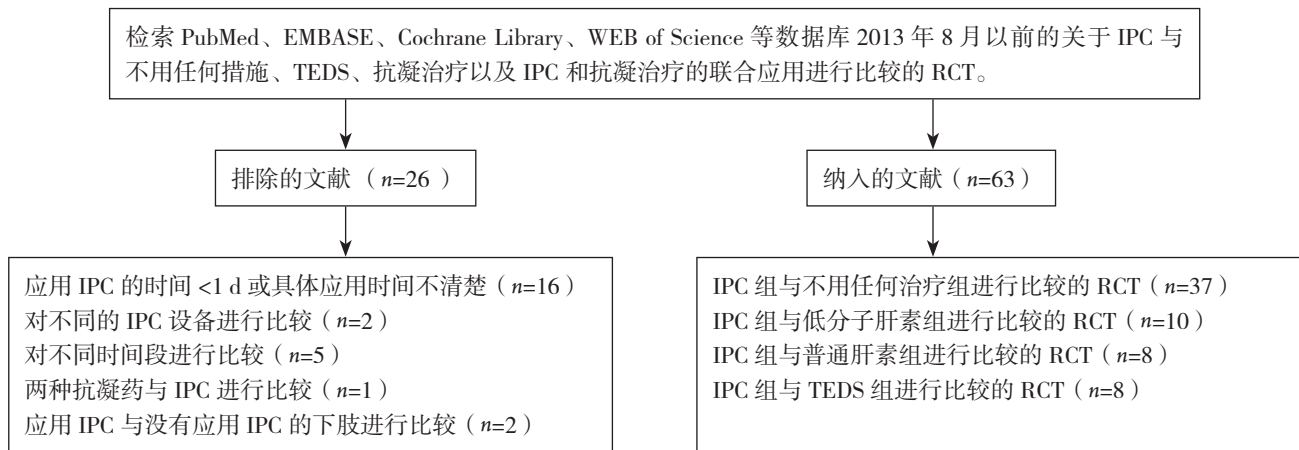 检索 PubMed、EMBASE、Cochrane Library、WEB of Science 等数据库 2013 年 8 月以前的关于 IPC 与
不用任何措施、TEDS、抗凝治疗以及 IPC 和抗凝治疗的联合应用进行比较的 RCT。
排除的文献（n=26）
纳入的文献（n=63）
应用 IPC 的时间 <1 d 或具体应用时间不清楚（n=16）
对不同的 IPC 设备进行比较（n=2）
对不同时间段进行比较（n=5）
两种抗凝药与 IPC 进行比较（n=1）
应用 IPC 与没有应用 IPC 的下肢进行比较（n=2）
IPC 组与不用任何治疗组进行比较的 RCT（n=37）
IPC 组与低分子肝素组进行比较的 RCT（n=10）
IPC 组与普通肝素组进行比较的 RCT（n=8）
IPC 组与 TEDS 组进行比较的 RCT（n=8）